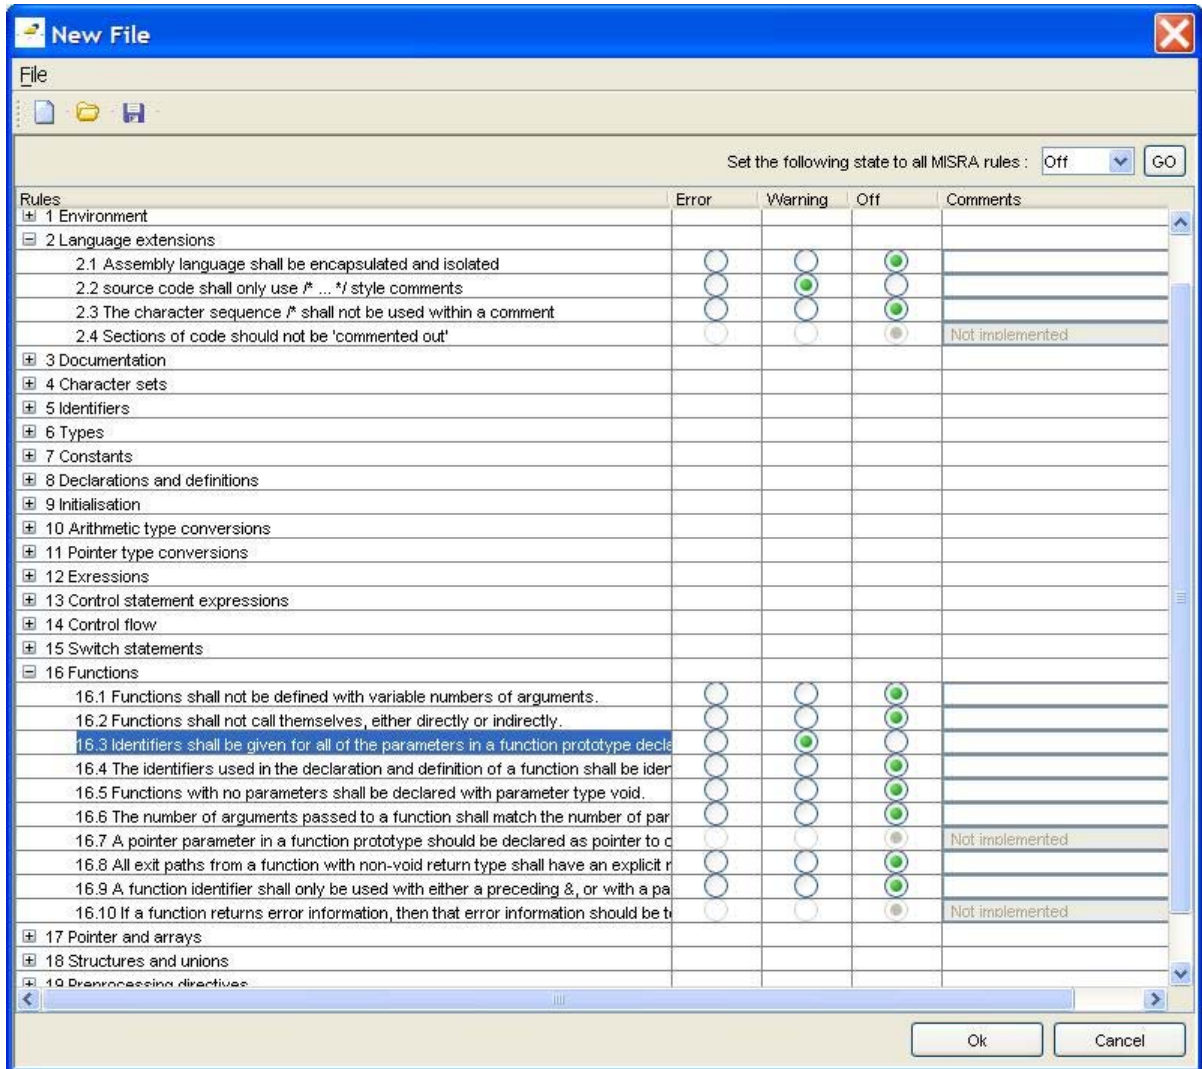 New File
File
Set the following state to all MISRA rules : Off GO
Rules Error Warning Off Comments
1 Environment
2 Language extensions
2.1 Assembly language shall be encapsulated and isolated
2.2 source code shall only use /* ... */ style comments
2.3 The character sequence /* shall not be used within a comment
2.4 Sections of code should not be 'commented out' Not implemented
3 Documentation
4 Character sets
5 Identifiers
6 Types
7 Constants
8 Declarations and definitions
9 Initialisation
10 Arithmetic type conversions
11 Pointer type conversions
12 Exressions
13 Control statement expressions
14 Control flow
15 Switch statements
16 Functions
16.1 Functions shall not be defined with variable numbers of arguments.
16.2 Functions shall not call themselves, either directly or indirectly.
16.3 Identifiers shall be given for all of the parameters in a function prototype decla
16.4 The identifiers used in the declaration and definition of a function shall be iden
16.5 Functions with no parameters shall be declared with parameter type void.
16.6 The number of arguments passed to a function shall match the number of par
16.7 A pointer parameter in a function prototype should be declared as pointer to c Not implemented
16.8 All exit paths from a function with non-void return type shall have an explicit r
16.9 A function identifier shall only be used with either a preceding &, or with a pa
16.10 If a function returns error information, then that error information should be te Not implemented
17 Pointer and arrays
18 Structures and unions
19 Preprocessing directives
Ok Cancel